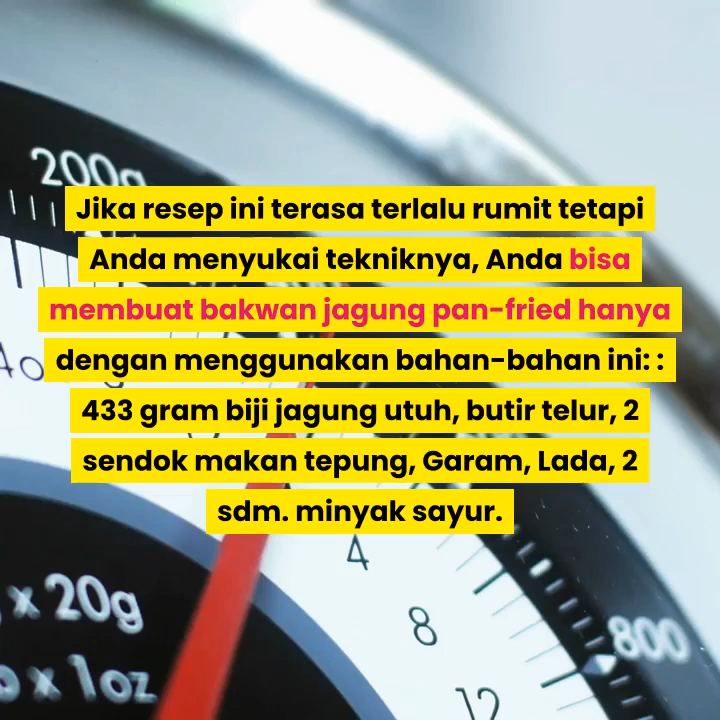 200g
Jika resep ini terasa terlalu rumit tetapi
Anda menyukai tekniknya, Anda bisa
membuat bakwan jagung pan-fried hanya
dengan menggunakan bahan-bahan ini: :
433 gram biji jagung utuh, butir telur, 2
sendok makan tepung, Garam, Lada, 2
sdm. minyak sayur.
4
x 20g
8
800
x 1oz
12